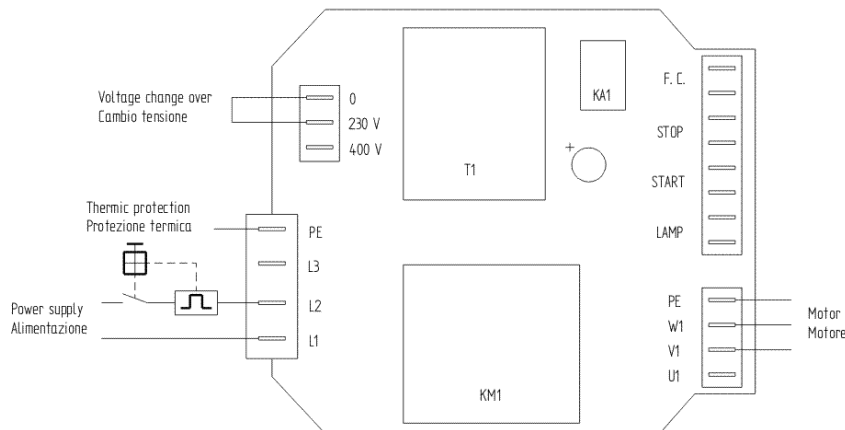 Voltage change over
Cambio tensione
0
230 V
400 V
T1
KA1
+
F. C.
STOP
START
LAMP
Thermic protection
Protezione termica
PE
L3
L2
L1
Power supply
Alimentazione
KM1
PE
W1
V1
U1
Motor
Motore